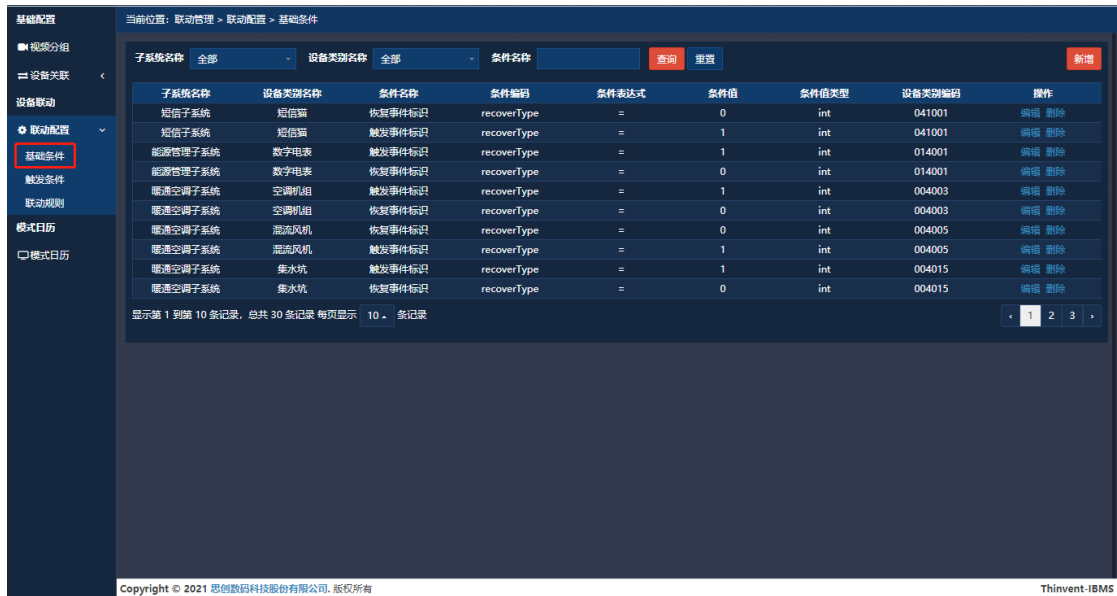 基础配置
视频分组
设备关联
设备联动
联动配置
基础条件
触发条件
联动规则
模式日历
模式日历
当前位置：联动管理 > 联动配置 > 基础条件
子系统名称 全部 设备类别名称 全部 条件名称 查询 重置 新增
子系统名称 设备类别名称 条件名称 条件编码 条件表达式 条件值 条件值类型 设备类别编码 操作
短信子系统 短信猫 恢复事件标识 recoverType = 0 int 041001 编辑 删除
短信子系统 短信猫 触发事件标识 recoverType = 1 int 041001 编辑 删除
能源管理子系统 数字电表 触发事件标识 recoverType = 1 int 014001 编辑 删除
能源管理子系统 数字电表 恢复事件标识 recoverType = 0 int 014001 编辑 删除
暖通空调子系统 空调机组 触发事件标识 recoverType = 1 int 004003 编辑 删除
暖通空调子系统 空调机组 恢复事件标识 recoverType = 0 int 004003 编辑 删除
暖通空调子系统 混流风机 恢复事件标识 recoverType = 0 int 004005 编辑 删除
暖通空调子系统 混流风机 触发事件标识 recoverType = 1 int 004005 编辑 删除
暖通空调子系统 集水坑 触发事件标识 recoverType = 1 int 004015 编辑 删除
暖通空调子系统 集水坑 恢复事件标识 recoverType = 0 int 004015 编辑 删除
显示第 1 到第 10 条记录，总共 30 条记录 每页显示 10 条记录 ‹ 1 2 3 ›
Copyright © 2021 思创数码科技股份有限公司. 版权所有 Thinvent-IBMS